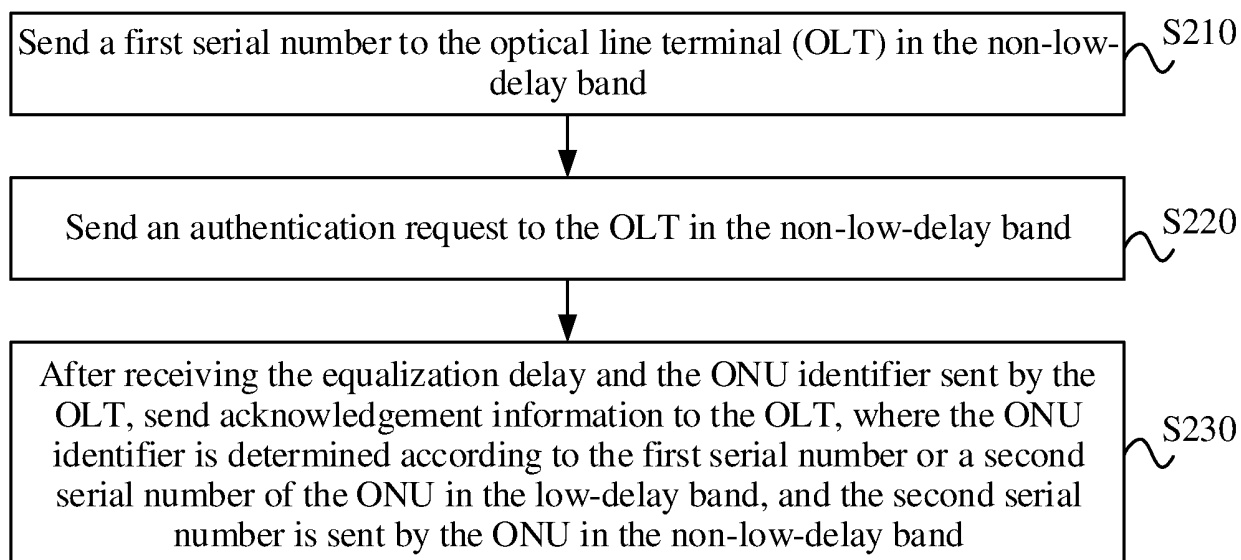 Send a first serial number to the optical line terminal (OLT) in the non-low-
delay band
S210
Send an authentication request to the OLT in the non-low-delay band
S220
After receiving the equalization delay and the ONU identifier sent by the
OLT, send acknowledgement information to the OLT, where the ONU
identifier is determined according to the first serial number or a second
serial number of the ONU in the low-delay band, and the second serial
number is sent by the ONU in the non-low-delay band
S230